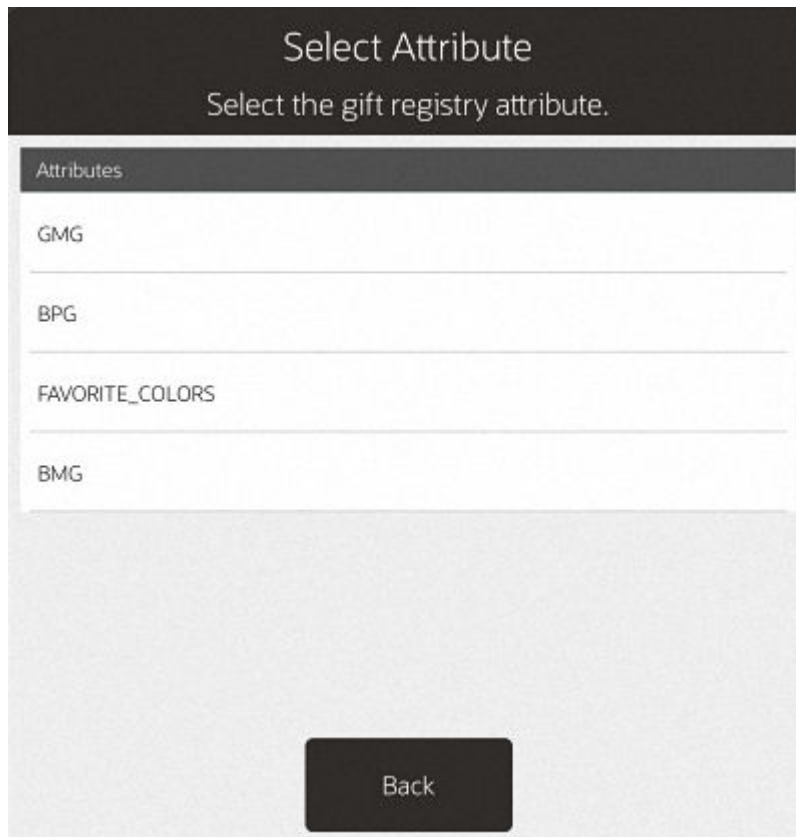 Select Attribute
Select the gift registry attribute.
Attributes
GMG
BPG
FAVORITE_COLORS
BMG
Back